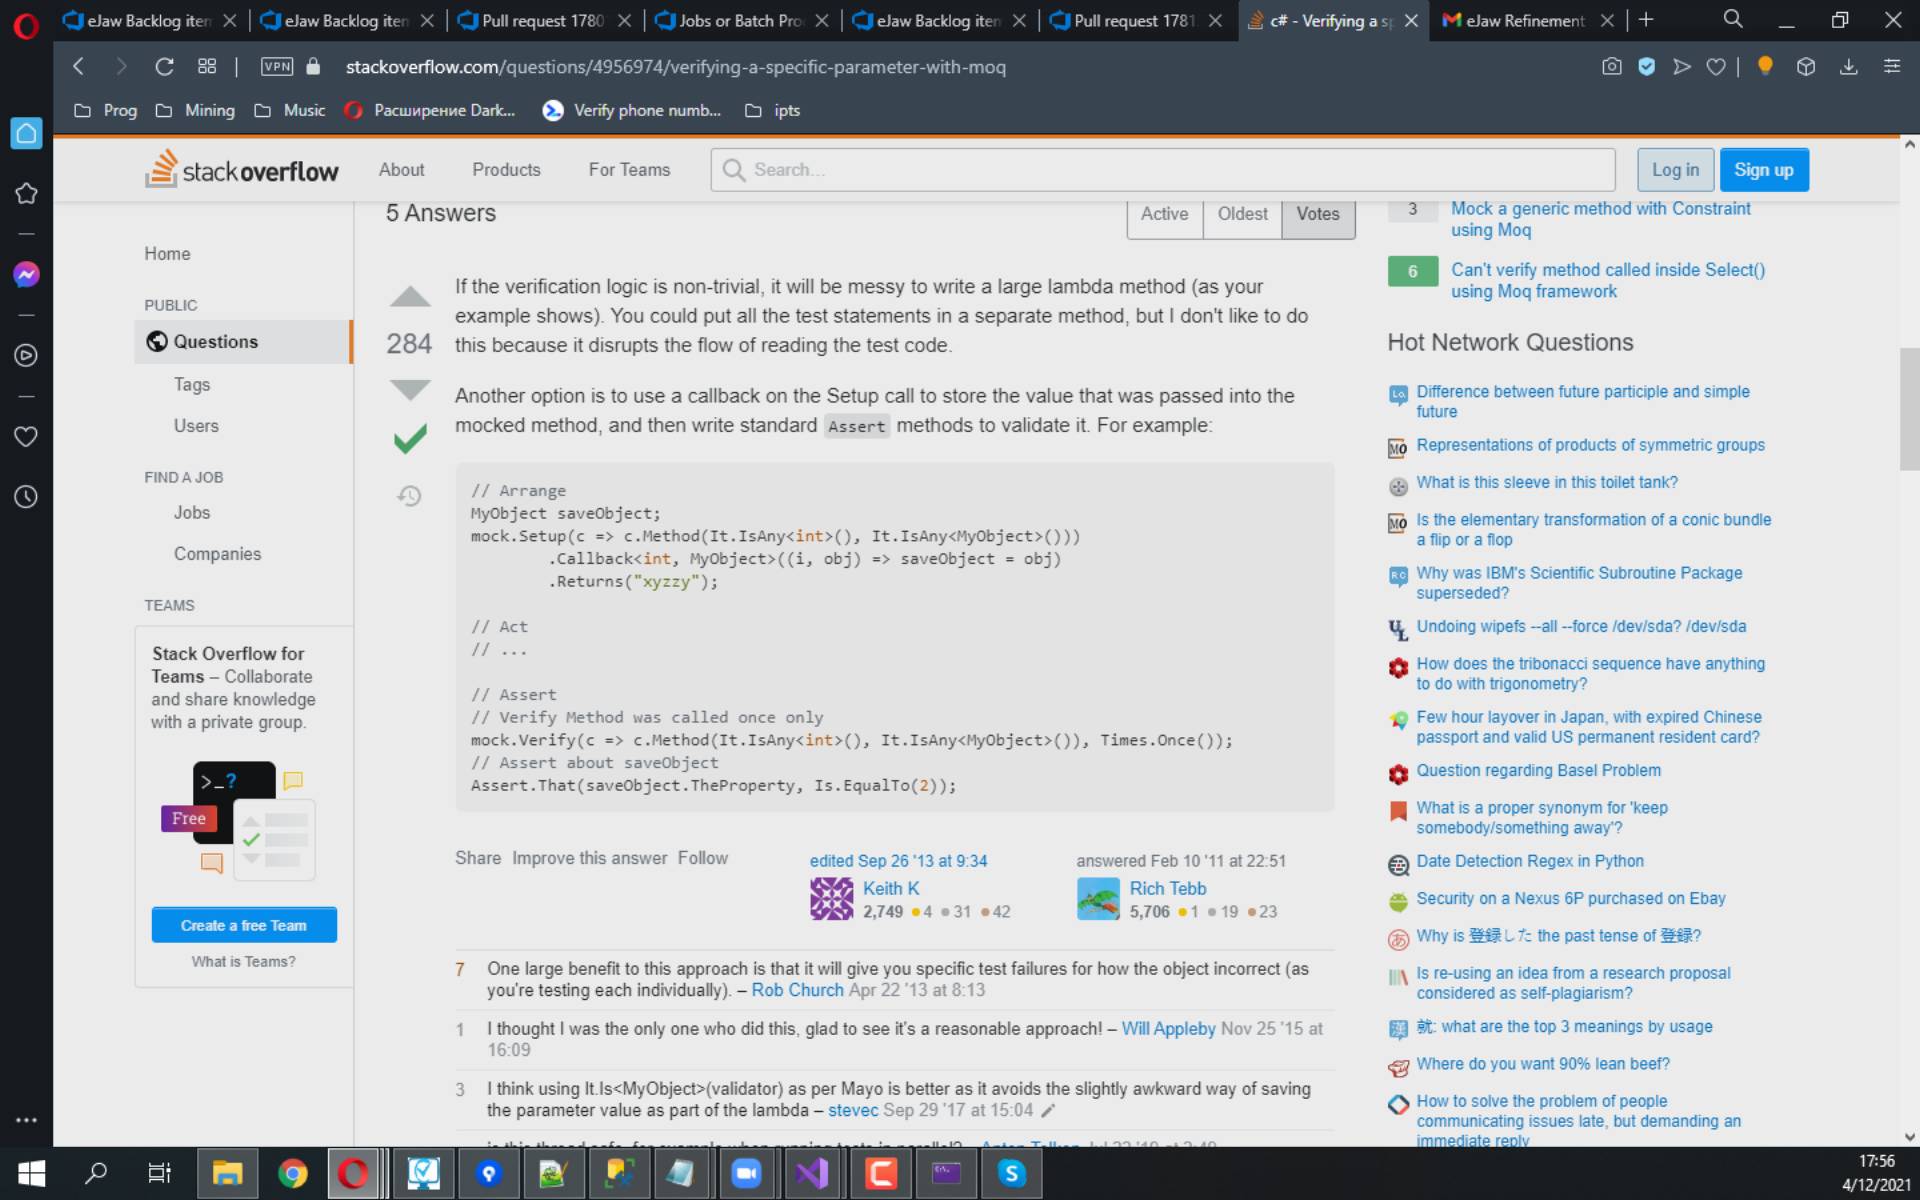 eJaw Backlog iten
eJaw Backlog iten
Pull request 1780
Jobs or Batch Pro
eJaw Backlog iten
Pull request 1781
c# - Verifying a sp
eJaw Refinement
VPN
stackoverflow.com/questions/4956974/verifying-a-specific-parameter-with-moq
Prog
Mining
Music
Расширение Dark...
Verify phone numb...
ipts
stackoverflow
About
Products
For Teams
Search...
Log in
Sign up
Home
PUBLIC
Questions
Tags
Users
FIND A JOB
Jobs
Companies
TEAMS
Stack Overflow for
Teams – Collaborate
and share knowledge
with a private group.
>_?
Free
Create a free Team
What is Teams?
5 Answers
Active
Oldest
Votes
284
If the verification logic is non-trivial, it will be messy to write a large lambda method (as your
example shows). You could put all the test statements in a separate method, but I don't like to do
this because it disrupts the flow of reading the test code.
Another option is to use a callback on the Setup call to store the value that was passed into the
mocked method, and then write standard Assert methods to validate it. For example:
// Arrange
MyObject saveObject;
mock.Setup(c => c.Method(It.IsAny<int>(), It.IsAny<MyObject>()))
.Callback<int, MyObject>((i, obj) => saveObject = obj)
.Returns("xyzzy");
// Act
// ...
// Assert
// Verify Method was called once only
mock.Verify(c => c.Method(It.IsAny<int>(), It.IsAny<MyObject>()), Times.Once());
// Assert about saveObject
Assert.That(saveObject.TheProperty, Is.EqualTo(2));
Share Improve this answer Follow
edited Sep 26 '13 at 9:34
Keith K
2,749 4 31 42
answered Feb 10 '11 at 22:51
Rich Tebb
5,706 1 19 23
7 One large benefit to this approach is that it will give you specific test failures for how the object incorrect (as
you're testing each individually). – Rob Church Apr 22 '13 at 8:13
1 I thought I was the only one who did this, glad to see it's a reasonable approach! – Will Appleby Nov 25 '15 at
16:09
3 I think using It.Is<MyObject>(validator) as per Mayo is better as it avoids the slightly awkward way of saving
the parameter value as part of the lambda – stevec Sep 29 '17 at 15:04
3 Mock a generic method with Constraint
using Moq
6 Can't verify method called inside Select()
using Moq framework
Hot Network Questions
Difference between future participle and simple
future
Representations of products of symmetric groups
What is this sleeve in this toilet tank?
Is the elementary transformation of a conic bundle
a flip or a flop
Why was IBM's Scientific Subroutine Package
superseded?
Undoing wipefs --all --force /dev/sda? /dev/sda
How does the tribonacci sequence have anything
to do with trigonometry?
Few hour layover in Japan, with expired Chinese
passport and valid US permanent resident card?
Question regarding Basel Problem
What is a proper synonym for 'keep
somebody/something away'?
Date Detection Regex in Python
Security on a Nexus 6P purchased on Ebay
Why is 登録した the past tense of 登録?
Is re-using an idea from a research proposal
considered as self-plagiarism?
就: what are the top 3 meanings by usage
Where do you want 90% lean beef?
How to solve the problem of people
communicating issues late, but demanding an
immediate reply
17:56
4/12/2021